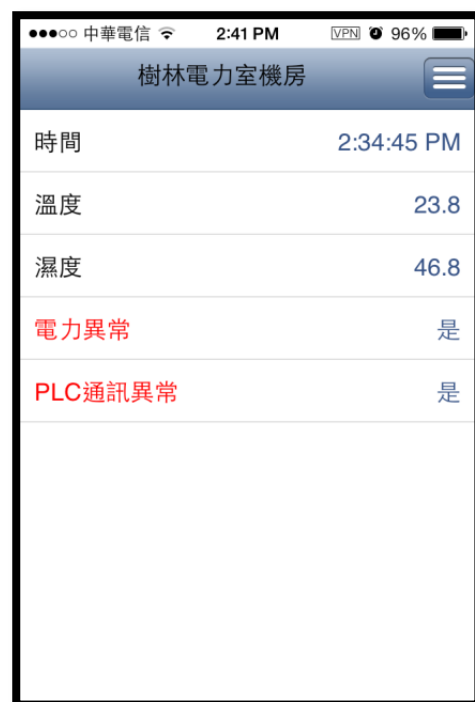 中華電信 2:41 PM VPN 96%
樹林電力室機房
時間 2:34:45 PM
溫度 23.8
濕度 46.8
電力異常 是
PLC通訊異常 是